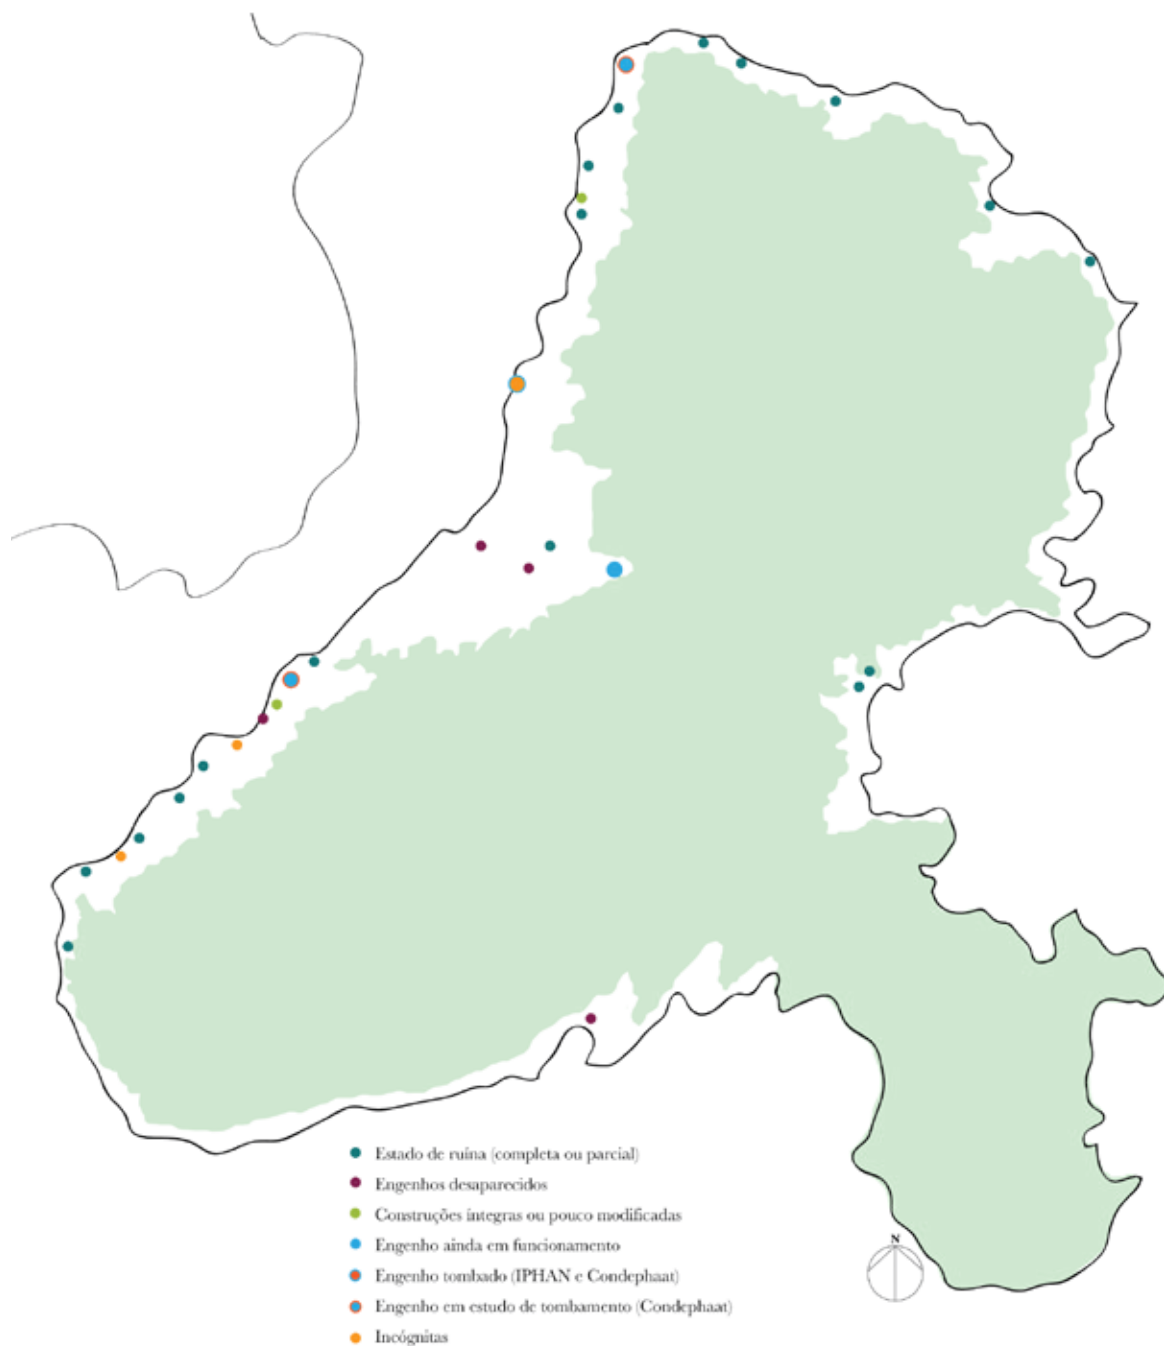 Estado de ruína (completa ou parcial)
Engenhos desaparecidos
Construções íntegras ou pouco modificadas
Engenho ainda em funcionamento
Engenho tombado (IPHAN e Condephaat)
Engenho em estudo de tombamento (Condephaat)
Incógnitas
N